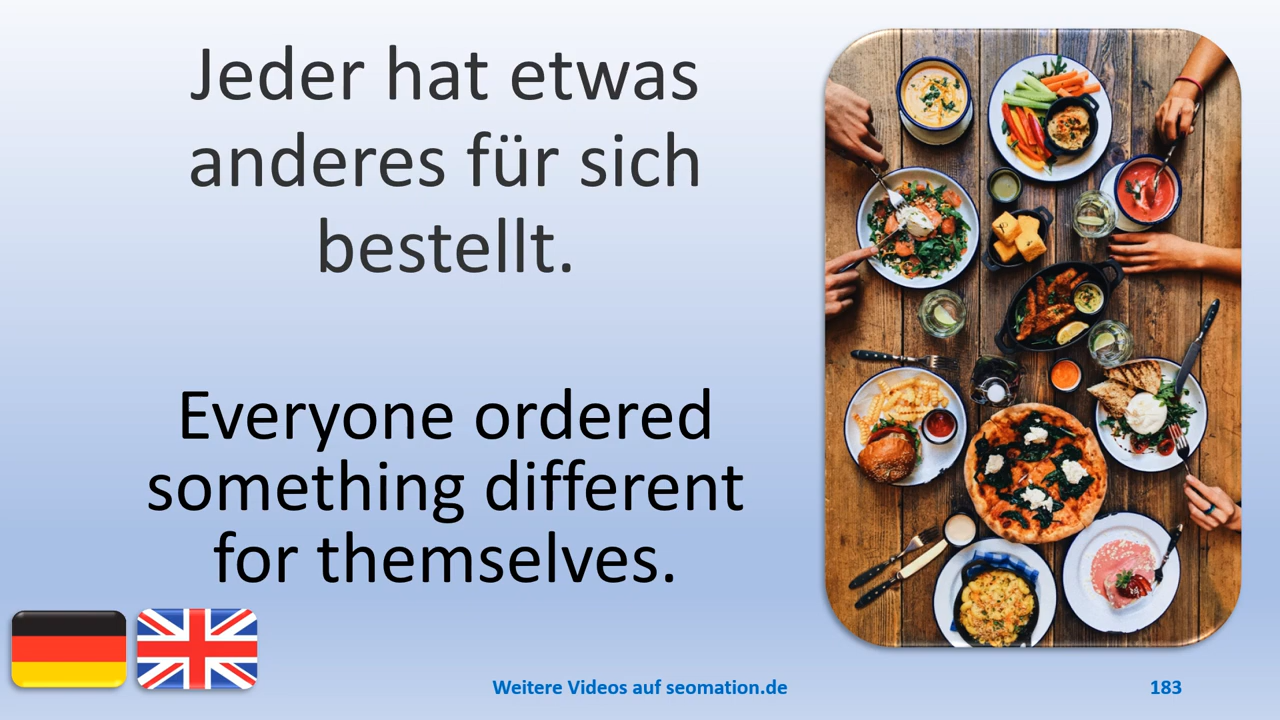 Jeder hat etwas
anderes für sich
bestellt.
Everyone ordered
something different
for themselves.
Weitere Videos auf seomation.de
183